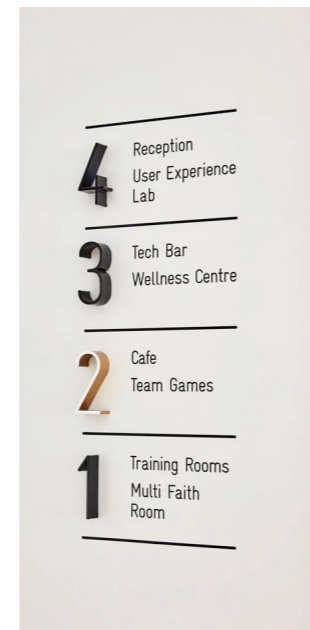 4
Reception
User Experience
Lab
3
Tech Bar
Wellness Centre
2
Cafe
Team Games
1
Training Rooms
Multi Faith
Room